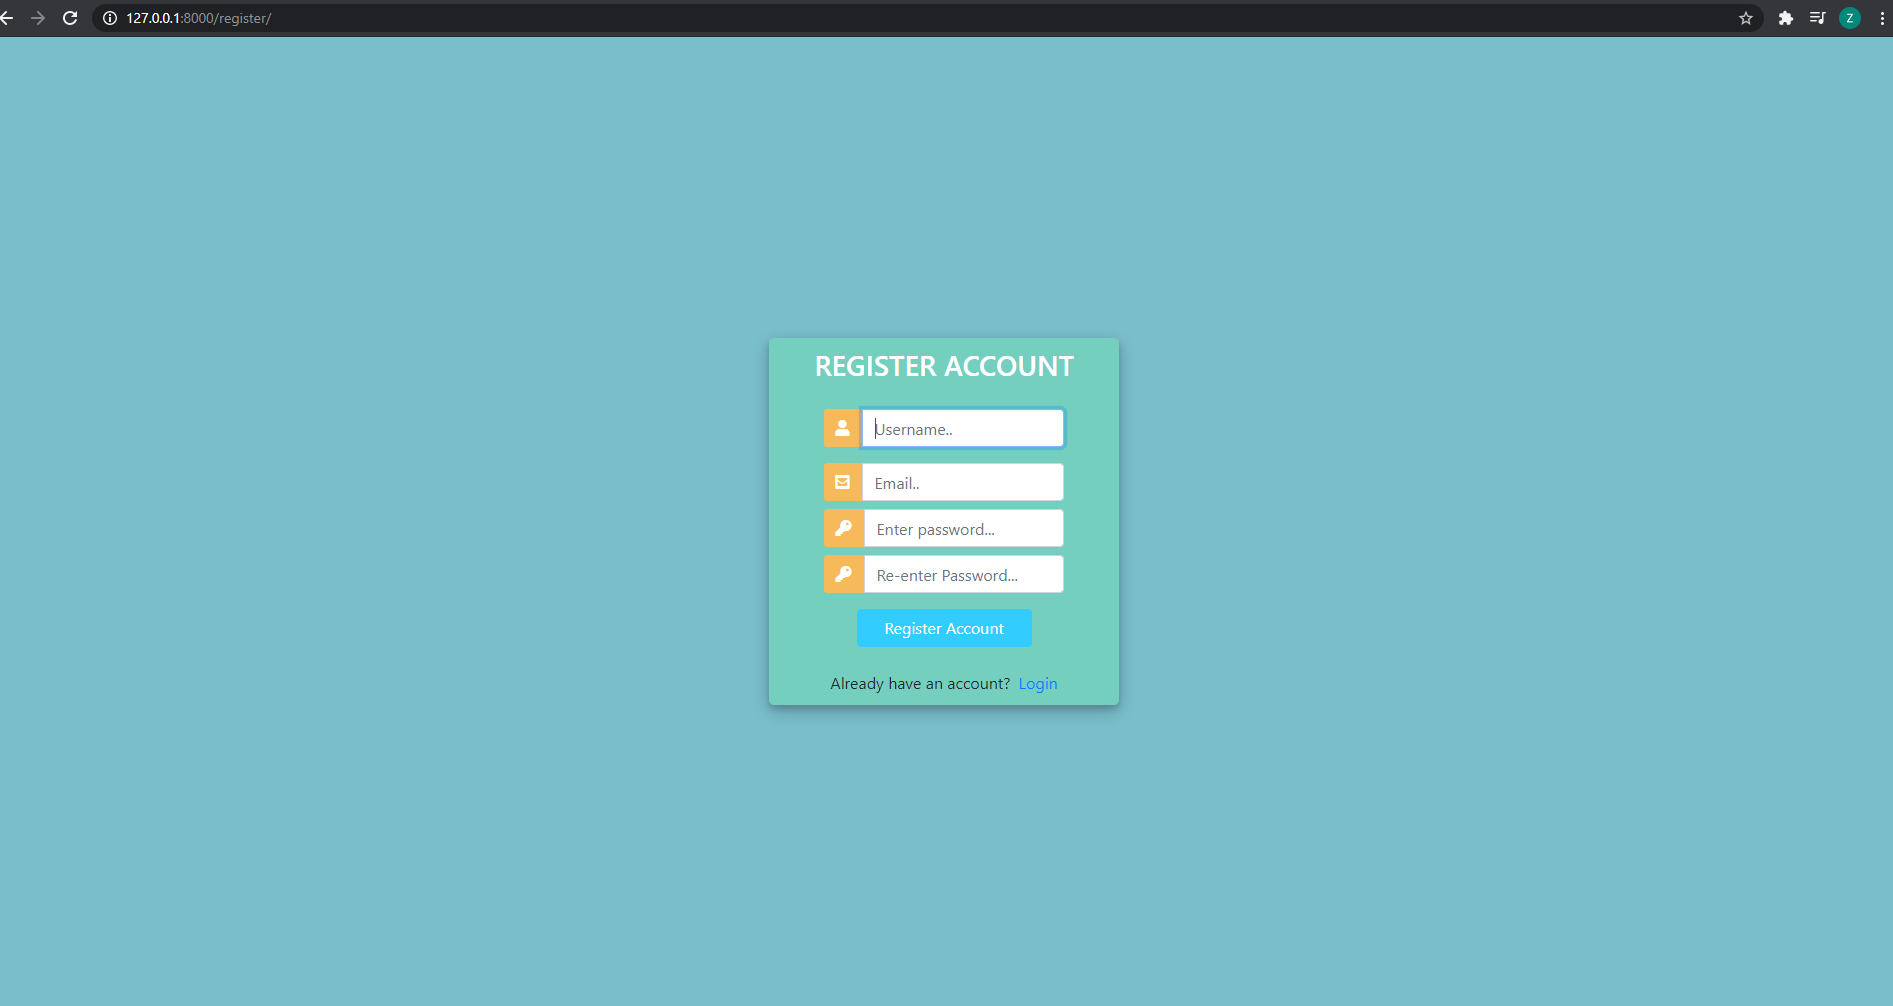 127.0.0.1:8000/register/
Z
REGISTER ACCOUNT
Username..
Email..
Enter password...
Re-enter Password...
Register Account
Already have an account? Login